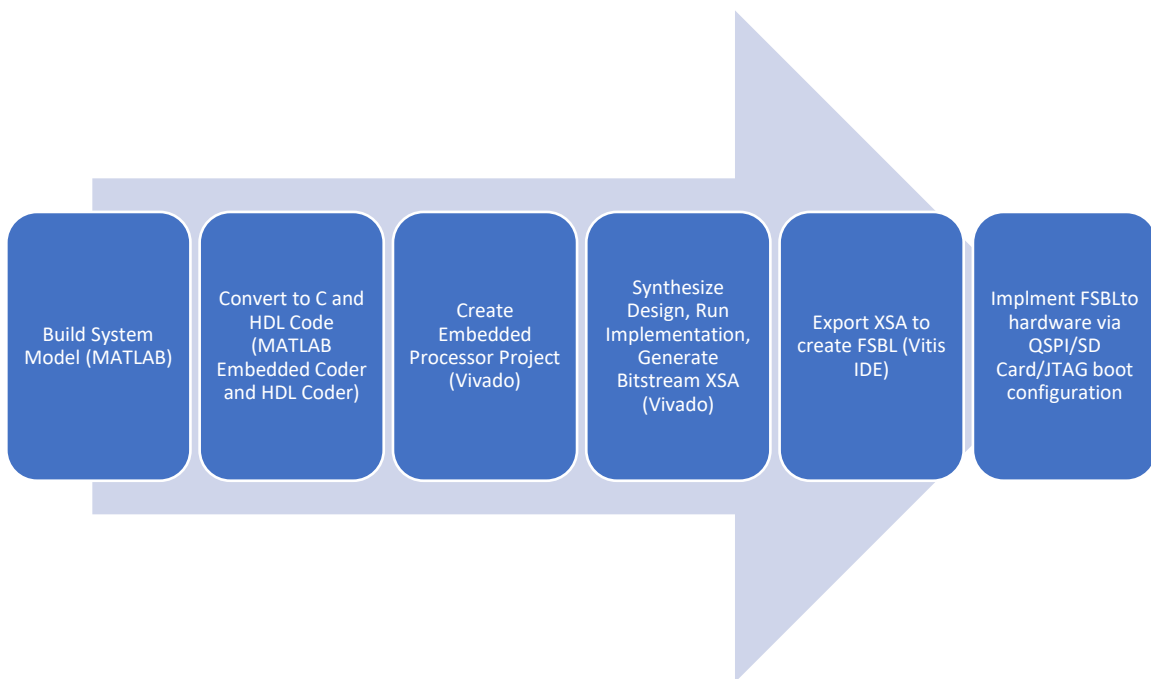 Build System
Model (MATLAB)
Convert to C and
HDL Code
(MATLAB
Embedded Coder
and HDL Coder)
Create
Embedded
Processor Project
(Vivado)
Synthesize
Design, Run
Implementation,
Generate
Bitstream XSA
(Vivado)
Export XSA to
create FSBL (Vitis
IDE)
Implment FSBLto
hardware via
QSPI/SD
Card/JTAG boot
configuration